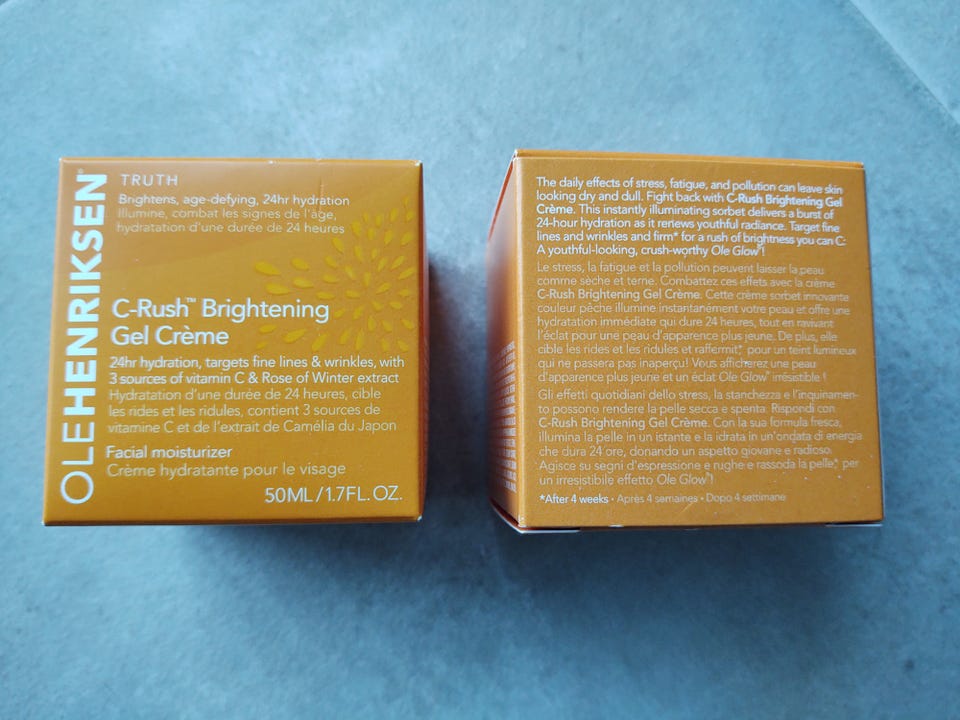 OLEHENRIKSEN®
TRUTH
Brightens, age-defying, 24hr hydration
Illumine, combat les signes de l'âge,
hydratation d'une durée de 24 heures
C-Rush™ Brightening
Gel Crème
24hr hydration, targets fine lines & wrinkles, with
3 sources of vitamin C & Rose of Winter extract
Hydratation d'une durée de 24 heures, cible
les rides et les ridules, contient 3 sources de
vitamine C et de l'extrait de Camélia du Japon
Facial moisturizer
Crème hydratante pour le visage
50ML/1.7FL. OZ.
The daily effects of stress, fatigue, and pollution can leave skin
looking dry and dull. Fight back with C-Rush Brightening Gel
Crème. This instantly illuminating sorbet delivers a burst of
24-hour hydration as it renews youthful radiance. Target fine
lines and wrinkles and firm* for a rush of brightness you can C:
A youthful-looking, crush-worthy Ole Glow®!
Le stress, la fatigue et la pollution peuvent laisser la peau
comme sèche et terne. Combattez ces effets avec la crème
C-Rush Brightening Gel Crème. Cette crème sorbet innovante
couleur pêche illumine instantanément votre peau et offre une
hydratation immédiate qui dure 24 heures, tout en ravivant
l'éclat pour une peau d'apparence plus jeune. De plus, elle
cible les rides et les ridules et raffermit*, pour un teint lumineux
qui ne passera pas inaperçu! Vous afficherez une peau
d'apparence plus jeune et un éclat Ole Glow® irrésistible !
Gli effetti quotidiani dello stress, la stanchezza e l'inquinamen-
to possono rendere la pelle secca e spenta. Rispondi con
C-Rush Brightening Gel Crème. Con la sua formula fresca,
illumina la pelle in un istante e la idrata in un'ondata di energia
che dura 24 ore, donando un aspetto giovane e radioso.
Agisce su segni d'espressione e rughe e rassoda la pelle*, per
un irresistibile effetto Ole Glow®!
*After 4 weeks · Après 4 semaines · Dopo 4 settimane